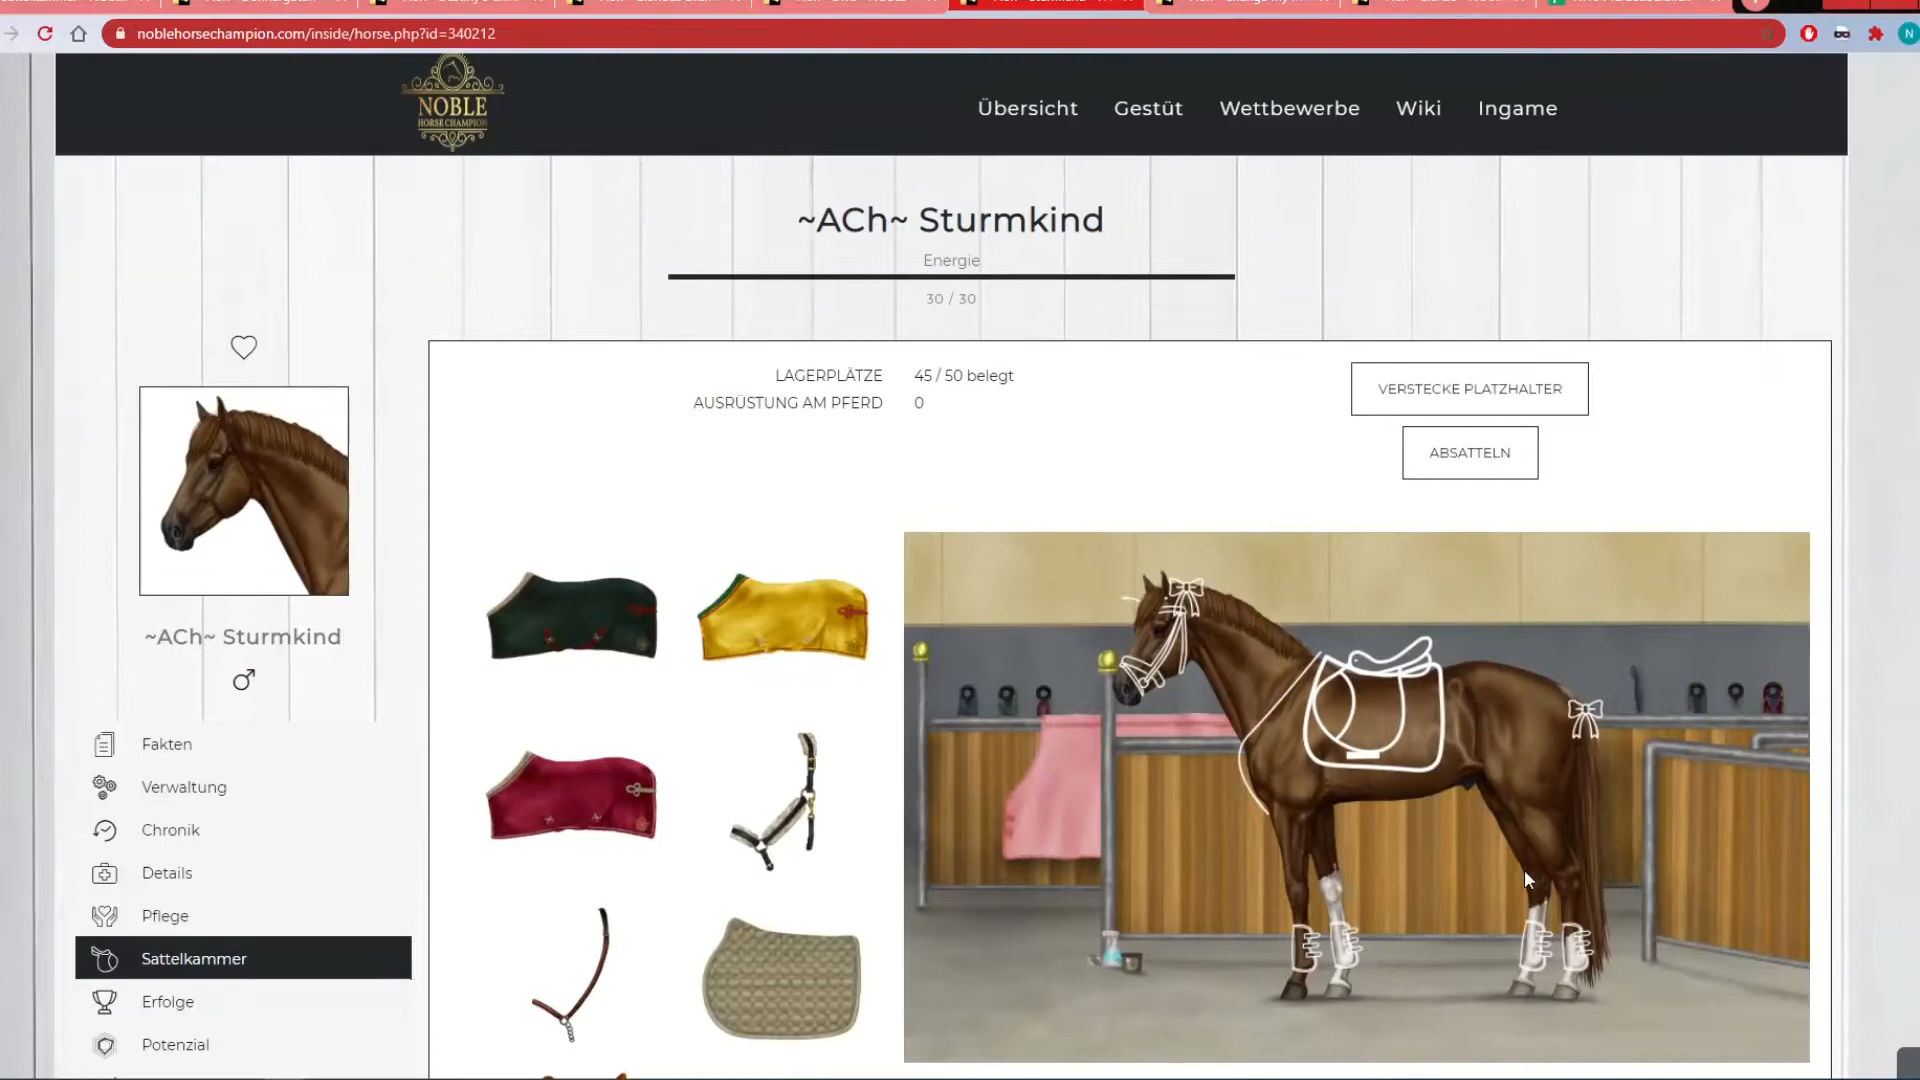 noblehorsechampion.com/inside/horse.php?id=340212
N
NOBLE
HORSE CHAMPION
Übersicht
Gestüt
Wettbewerbe
Wiki
Ingame
~ACh~ Sturmkind
Energie
30 / 30
LAGERPLÄTZE 45 / 50 belegt
AUSRÜSTUNG AM PFERD 0
VERSTECKE PLATZHALTER
ABSATTELN
~ACh~ Sturmkind
Fakten
Verwaltung
Chronik
Details
Pflege
Sattelkammer
Erfolge
Potenzial